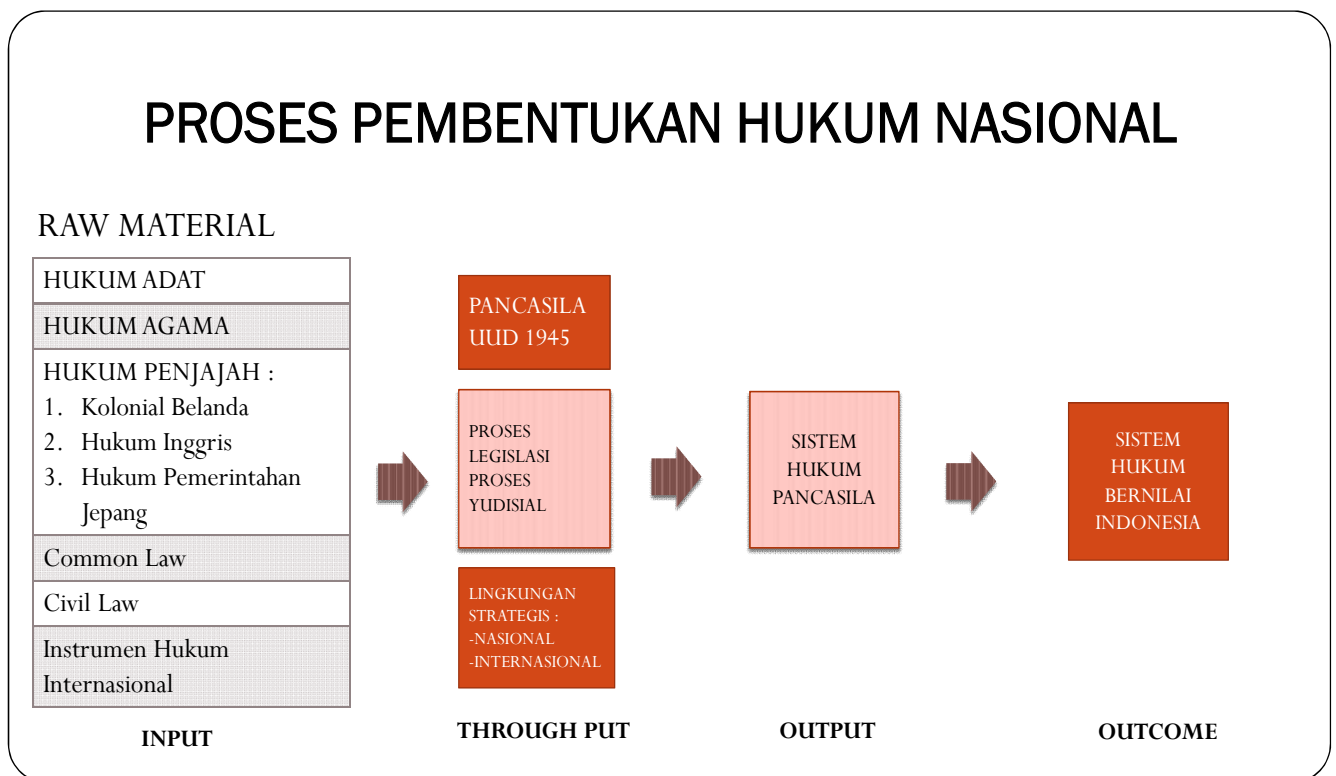 PROSES PEMBENTUKAN HUKUM NASIONAL
RAW MATERIAL
HUKUM ADAT
HUKUM AGAMA
HUKUM PENJAJAH :
1. Kolonial Belanda
2. Hukum Inggris
3. Hukum Pemerintahan
Jepang
Common Law
Civil Law
Instrumen Hukum
Internasional
INPUT
PANCASILA
UUD 1945
PROSES
LEGISLASI
PROSES
YUDISIAL
LINGKUNGAN
STRATEGIS :
-NASIONAL
-INTERNASIONAL
THROUGH PUT
SISTEM
HUKUM
PANCASILA
OUTPUT
SISTEM
HUKUM
BERNILAI
INDONESIA
OUTCOME